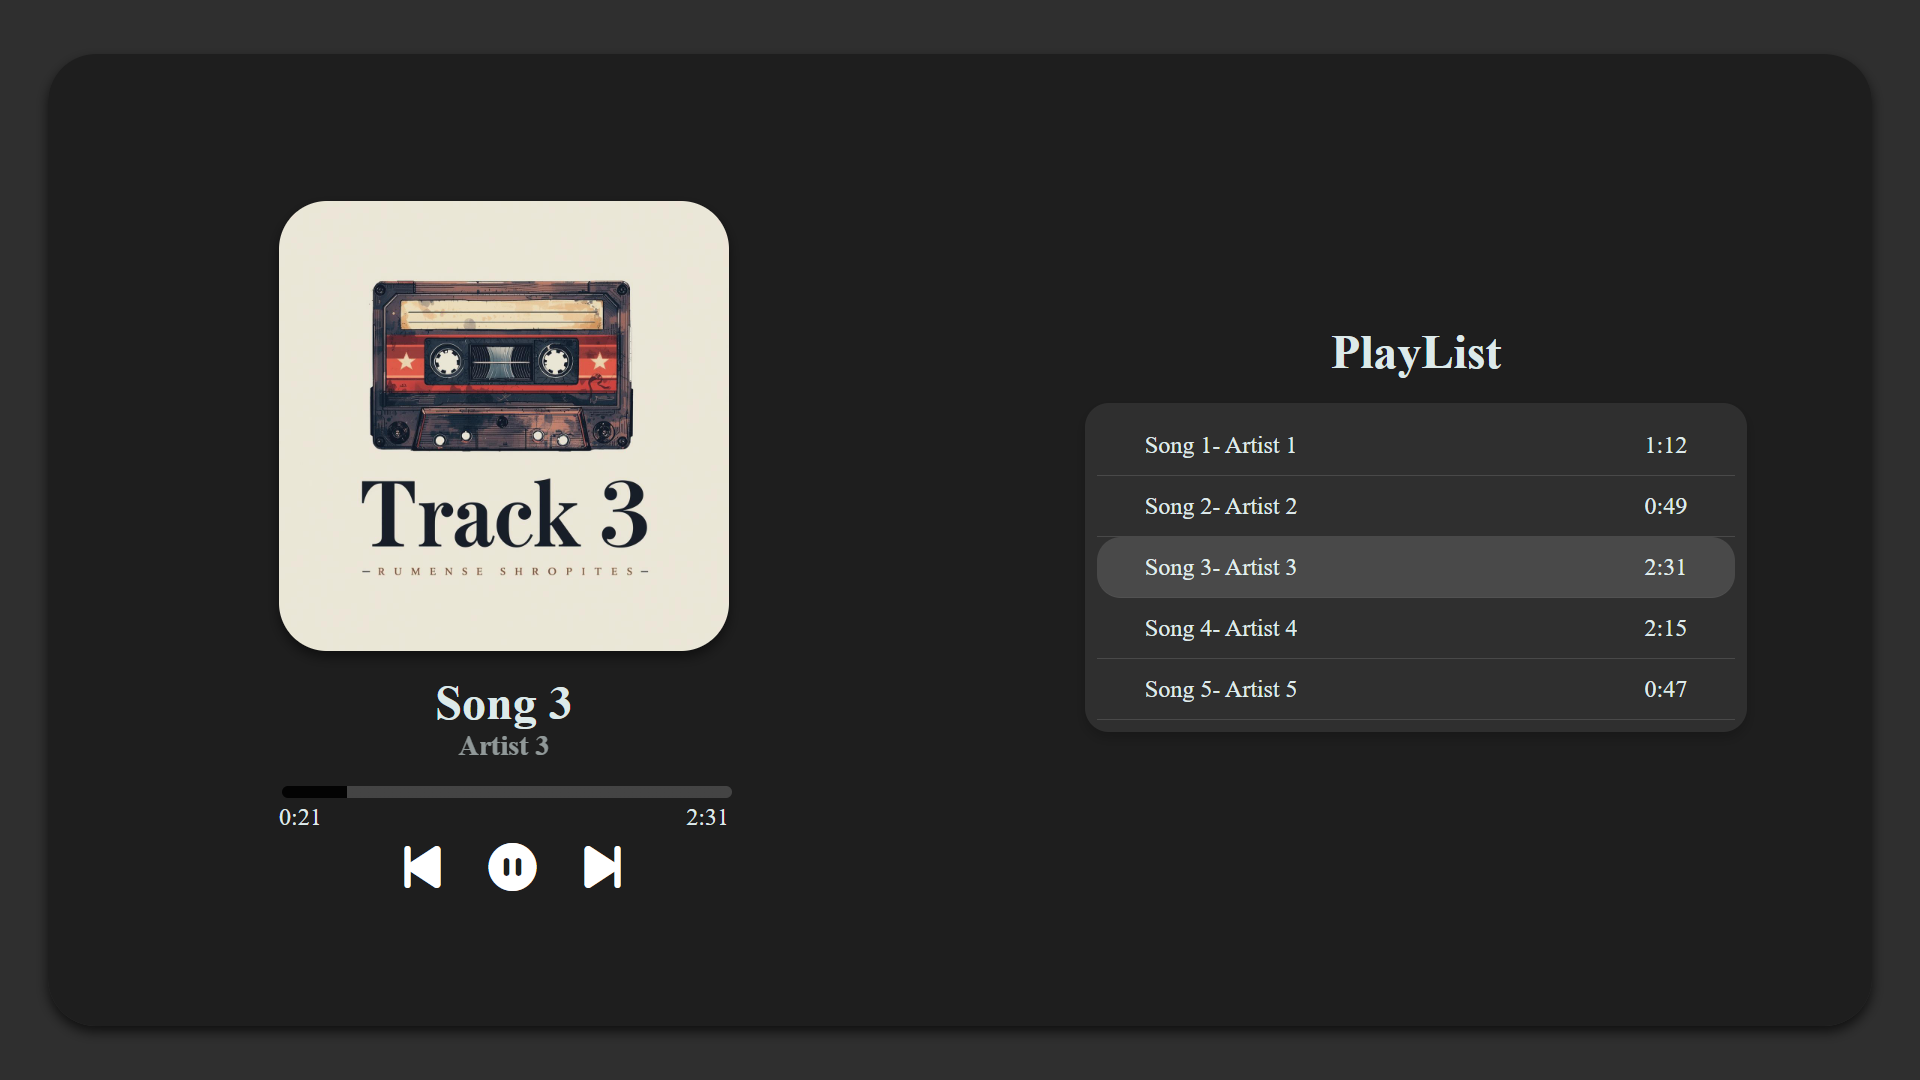 Track 3
– RUMENSE SHROPITES –
Song 3
Artist 3
0:21 2:31
PlayList
Song 1- Artist 1 1:12
Song 2- Artist 2 0:49
Song 3- Artist 3 2:31
Song 4- Artist 4 2:15
Song 5- Artist 5 0:47